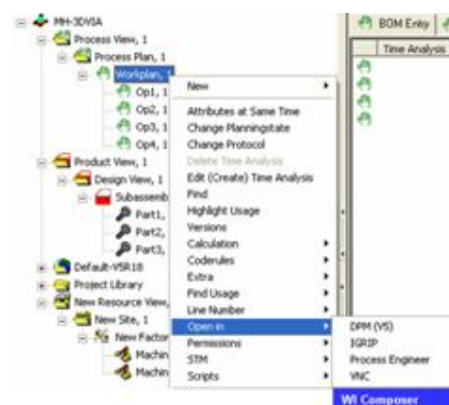 MH-3DVIA
Process View, 1
Process Plan, 1
Workplan, 1
Op1, 1
Op2, 1
Op3, 1
Op4, 1
Product View, 1
Design View, 1
Subassemb
Part1,
Part2,
Part3,
Default-V5R18
Project Library
New Resource View,
New Site, 1
New Factor
Machin
Machin
New
Attributes at Same Time
Change Planningstate
Change Protocol
Delete Time Analysis
Edit (Create) Time Analysis
Find
Highlight Usage
Versions
Calculation
Coderules
Extra
Find Usage
Line Number
Open in
Permissions
STM
Scripts
DPM (V5)
IGRIP
Process Engineer
VNC
WI Composer
BOM Entry
Time Analysis